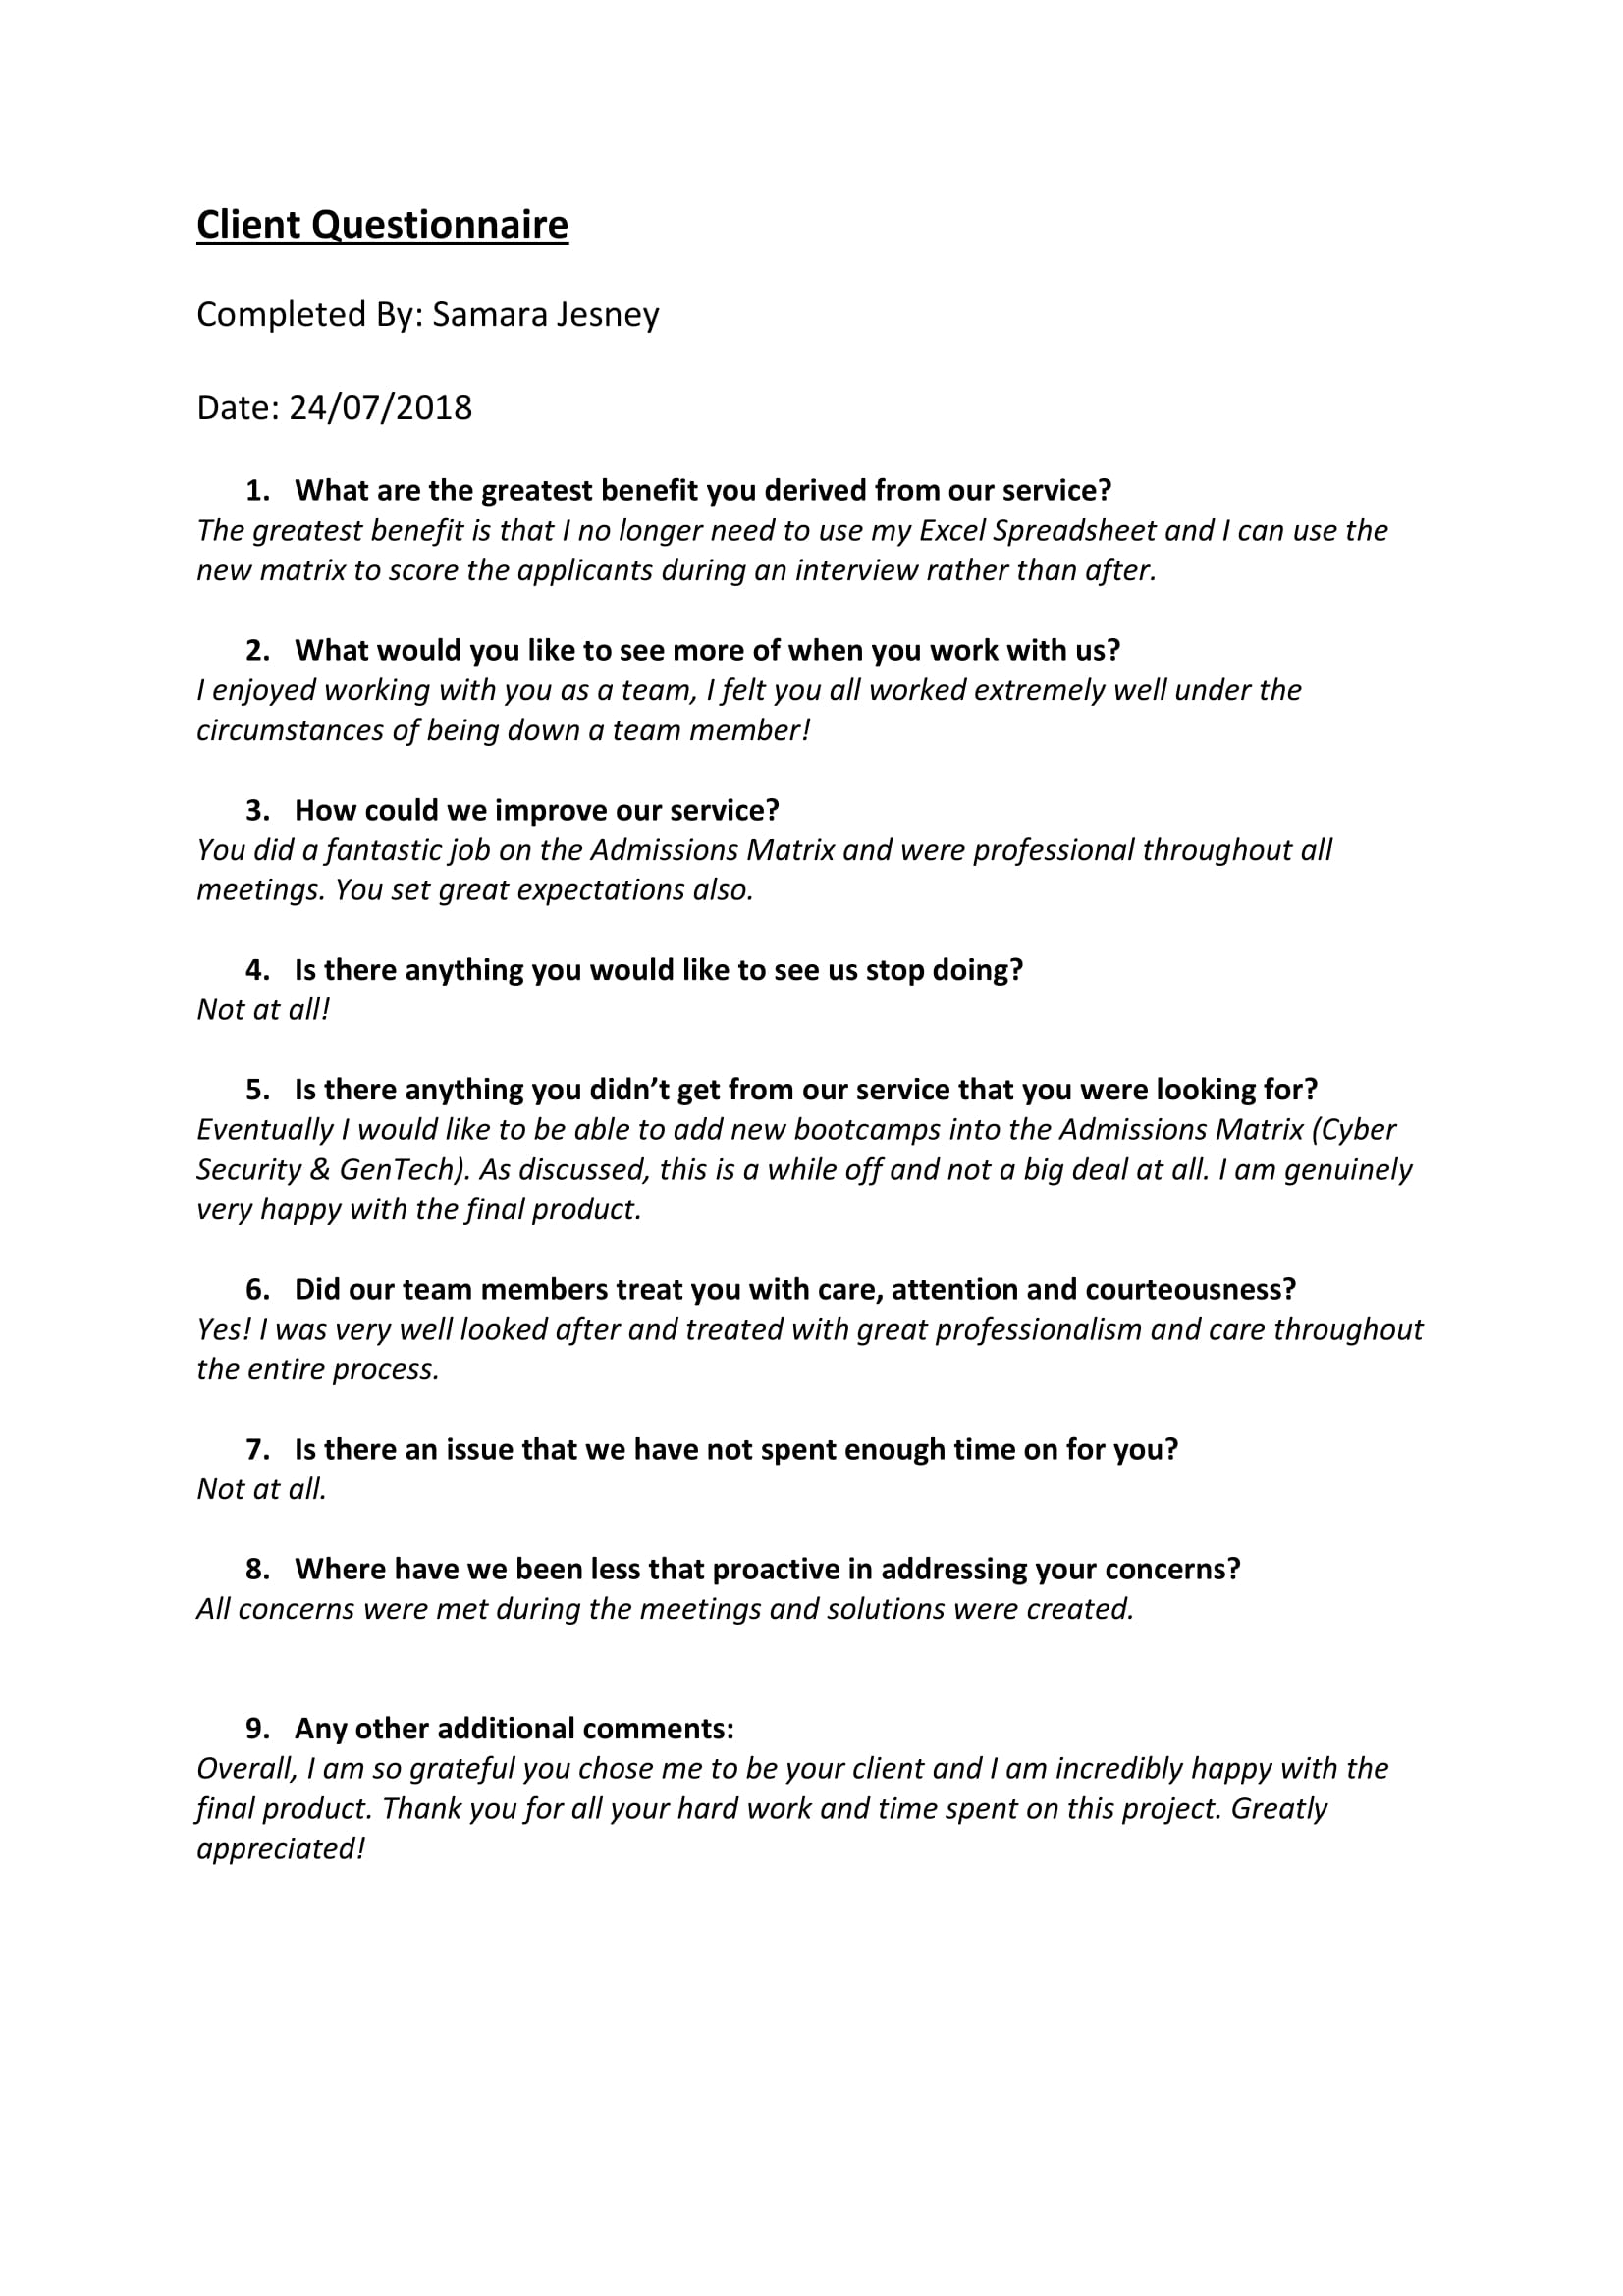 Client Questionnaire
Completed By: Samara Jesney
Date: 24/07/2018
1. What are the greatest benefit you derived from our service?
The greatest benefit is that I no longer need to use my Excel Spreadsheet and I can use the
new matrix to score the applicants during an interview rather than after.
2. What would you like to see more of when you work with us?
I enjoyed working with you as a team, I felt you all worked extremely well under the
circumstances of being down a team member!
3. How could we improve our service?
You did a fantastic job on the Admissions Matrix and were professional throughout all
meetings. You set great expectations also.
4. Is there anything you would like to see us stop doing?
Not at all!
5. Is there anything you didn’t get from our service that you were looking for?
Eventually I would like to be able to add new bootcamps into the Admissions Matrix (Cyber
Security & GenTech). As discussed, this is a while off and not a big deal at all. I am genuinely
very happy with the final product.
6. Did our team members treat you with care, attention and courteousness?
Yes! I was very well looked after and treated with great professionalism and care throughout
the entire process.
7. Is there an issue that we have not spent enough time on for you?
Not at all.
8. Where have we been less that proactive in addressing your concerns?
All concerns were met during the meetings and solutions were created.
9. Any other additional comments:
Overall, I am so grateful you chose me to be your client and I am incredibly happy with the
final product. Thank you for all your hard work and time spent on this project. Greatly
appreciated!